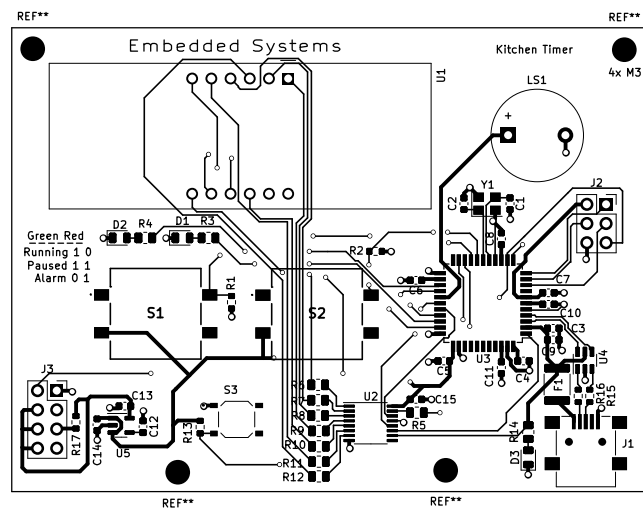 REF** REF**
Embedded Systems
Kitchen Timer
4x M3
U1
LS1
+
Y1
C2
C1
J2
D2 R4 D1 R3
Green Red
Running 1 0
Paused 1 1
Alarm 0 1
R2
C8
C6
C7
C10
R1
S1
S2
C3
C9
U3
U4
C5
C11
C4
F1
J3
S3
R6
R7
R8
R9
R10
R11
R12
U2
C15
R5
R16
R15
C13
C12
C14
U5
R17
R13
R14
D3
J1
REF** REF**